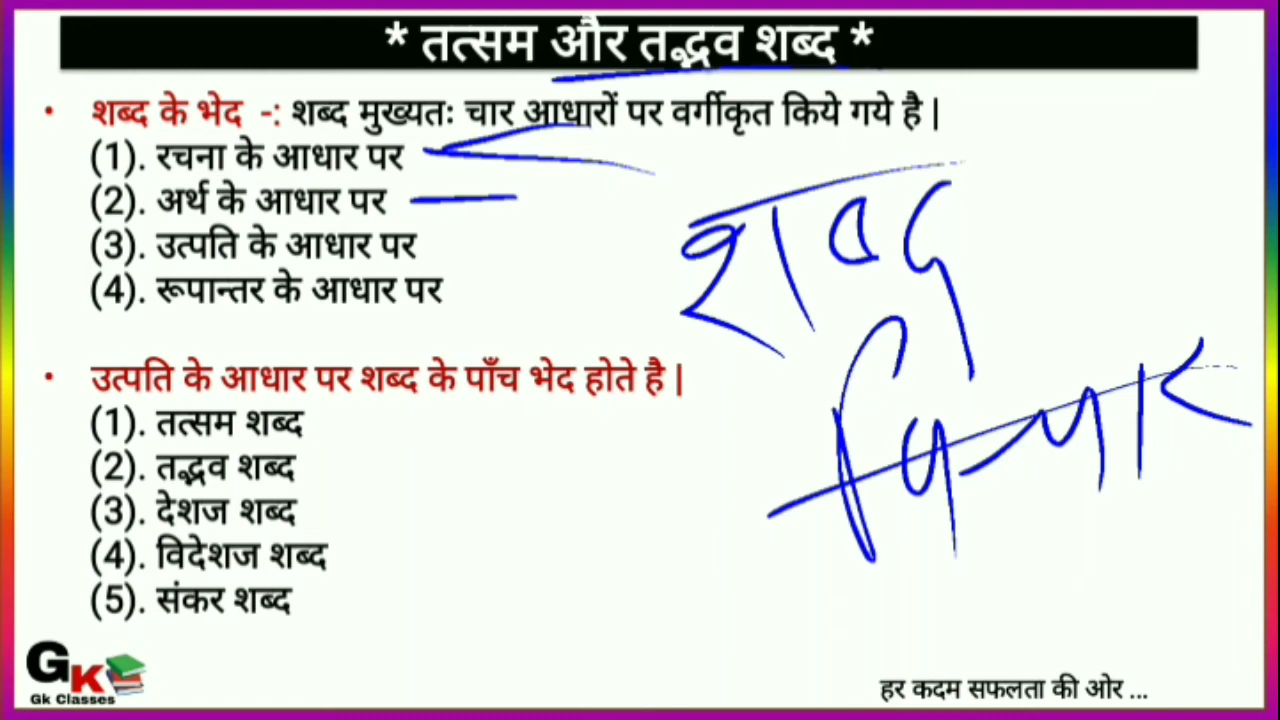 * तत्सम और तद्भव शब्द *
• शब्द के भेद -: शब्द मुख्यतः चार आधारों पर वर्गीकृत किये गये है |
(1). रचना के आधार पर
(2). अर्थ के आधार पर
(3). उत्पति के आधार पर
(4). रूपान्तर के आधार पर
शब्द
विचार
• उत्पति के आधार पर शब्द के पाँच भेद होते है |
(1). तत्सम शब्द
(2). तद्भव शब्द
(3). देशज शब्द
(4). विदेशज शब्द
(5). संकर शब्द
GK
Gk Classes
हर कदम सफलता की ओर ...